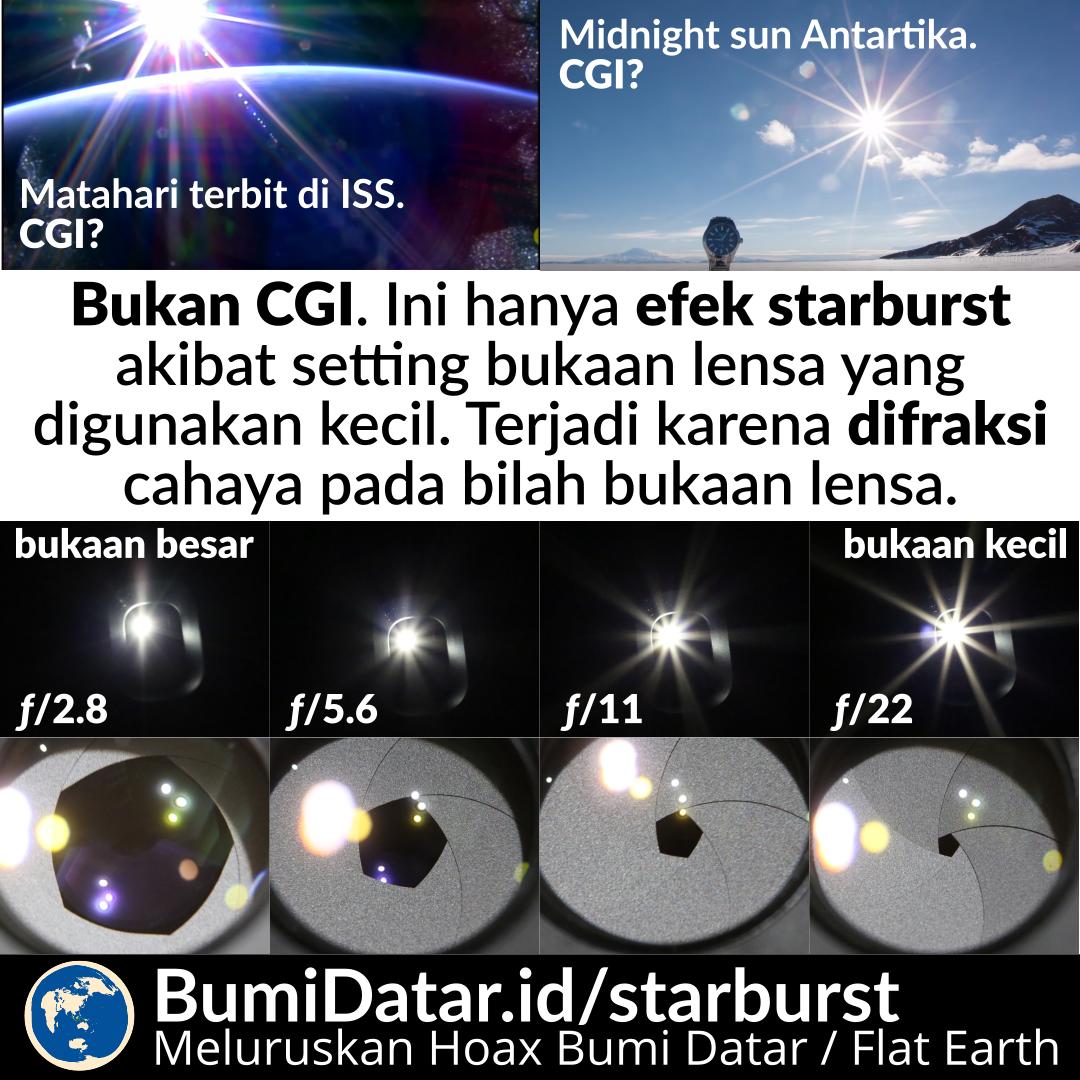 Matahari terbit di ISS.
CGI?
Midnight sun Antartika.
CGI?
Bukan CGI. Ini hanya efek starburst
akibat setting bukaan lensa yang
digunakan kecil. Terjadi karena difraksi
cahaya pada bilah bukaan lensa.
bukaan besar
bukaan kecil
f/2.8
f/5.6
f/11
f/22
BumiDatar.id/starburst
Meluruskan Hoax Bumi Datar / Flat Earth